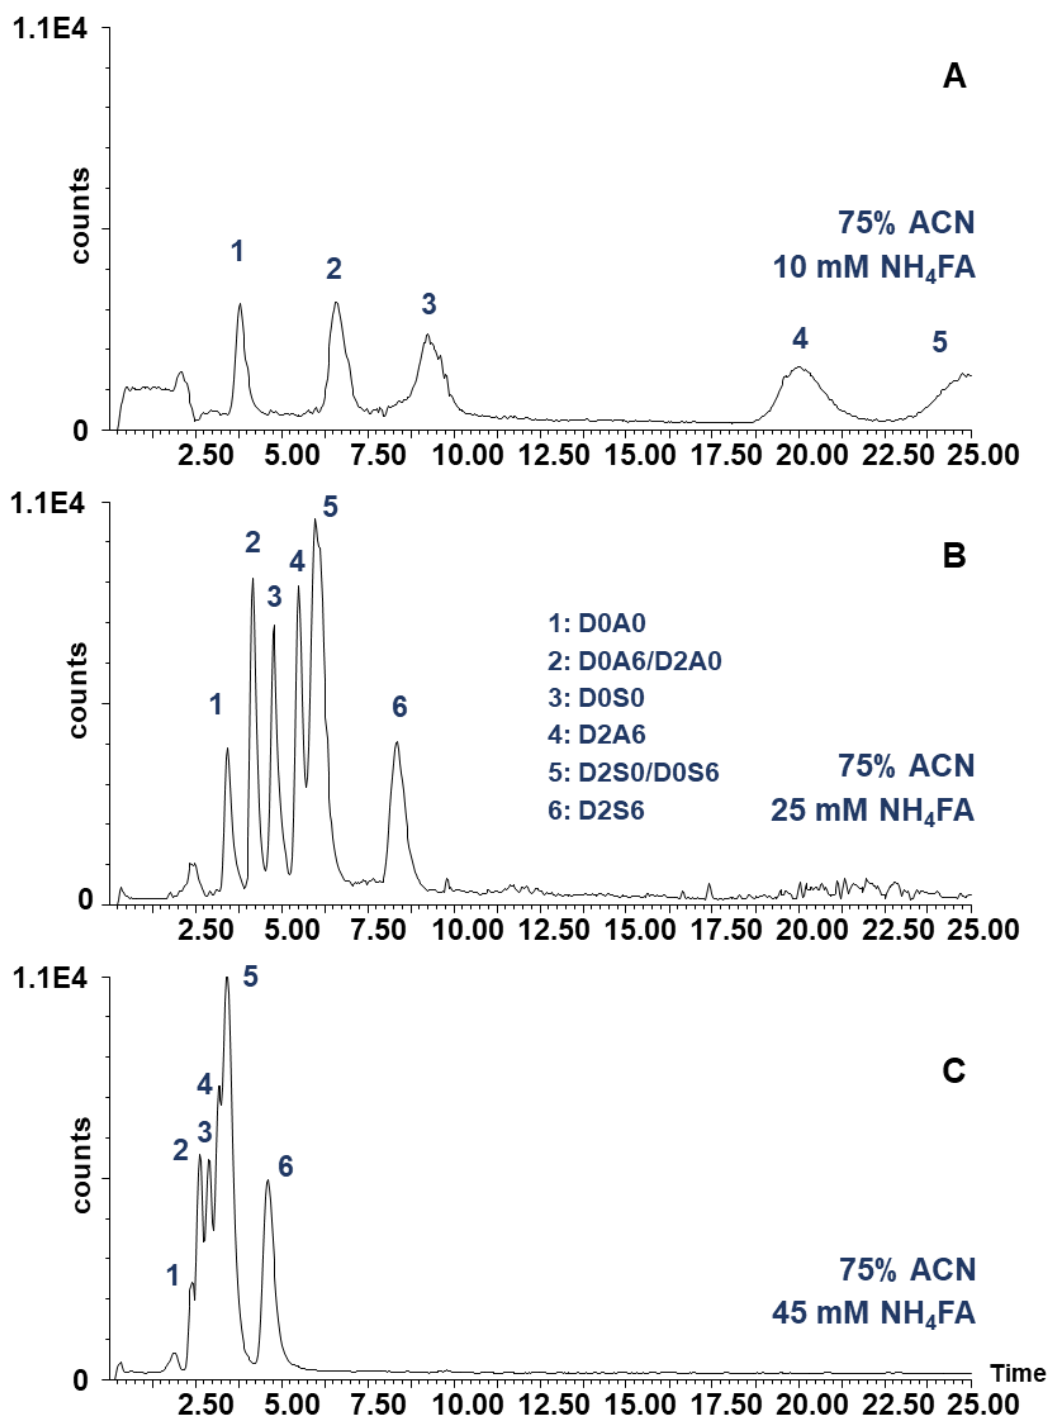 1.1E4
A
counts
75% ACN
10 mM NH₄FA
1
2
3
4
5
0
2.50 5.00 7.50 10.00 12.50 15.00 17.50 20.00 22.50 25.00
1.1E4
B
counts
5
2
4
3
1
6
1: D0A0
2: D0A6/D2A0
3: D0S0
4: D2A6
5: D2S0/D0S6
6: D2S6
75% ACN
25 mM NH₄FA
0
2.50 5.00 7.50 10.00 12.50 15.00 17.50 20.00 22.50 25.00
1.1E4
C
counts
5
4
3
2
6
1
75% ACN
45 mM NH₄FA
0
Time
2.50 5.00 7.50 10.00 12.50 15.00 17.50 20.00 22.50 25.00